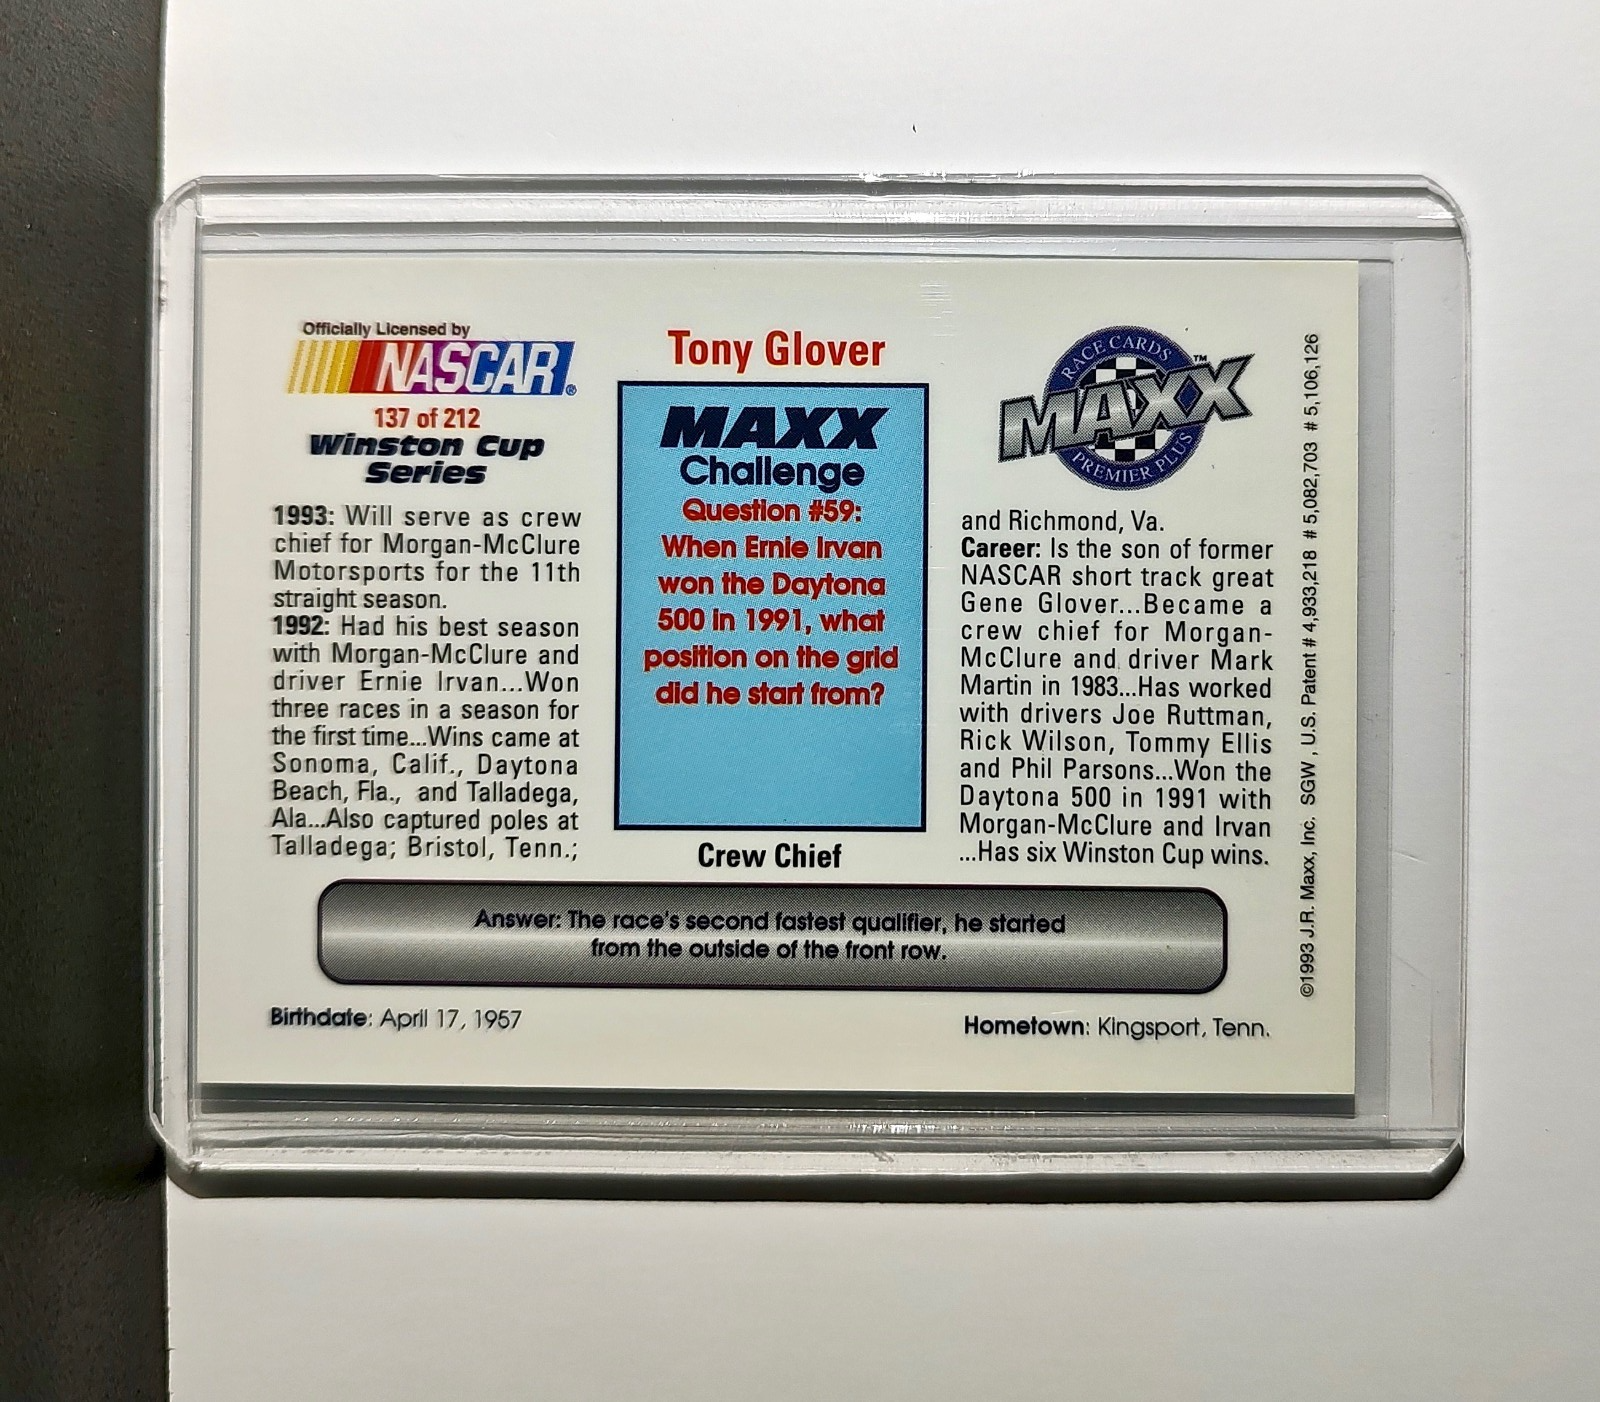 Officially Licensed by
NASCAR®
137 of 212
Winston Cup
Series
1993: Will serve as crew
chief for Morgan-McClure
Motorsports for the 11th
straight season.
1992: Had his best season
with Morgan-McClure and
driver Ernie Irvan...Won
three races in a season for
the first time...Wins came at
Sonoma, Calif., Daytona
Beach, Fla., and Talladega,
Ala...Also captured poles at
Talladega; Bristol, Tenn.;
Tony Glover
MAXX
Challenge
Question #59:
When Ernie Irvan
won the Daytona
500 in 1991, what
position on the grid
did he start from?
Crew Chief
RACE CARDS
MAXX™
PREMIER PLUS
and Richmond, Va.
Career: Is the son of former
NASCAR short track great
Gene Glover...Became a
crew chief for Morgan-
McClure and driver Mark
Martin in 1983...Has worked
with drivers Joe Ruttman,
Rick Wilson, Tommy Ellis
and Phil Parsons...Won the
Daytona 500 in 1991 with
Morgan-McClure and Irvan
...Has six Winston Cup wins.
Answer: The race's second fastest qualifier, he started
from the outside of the front row.
Birthdate: April 17, 1957
Hometown: Kingsport, Tenn.
©1993 J.R. Maxx, Inc. SGW, U.S. Patent # 4,933,218 # 5,082,703 # 5,106,126